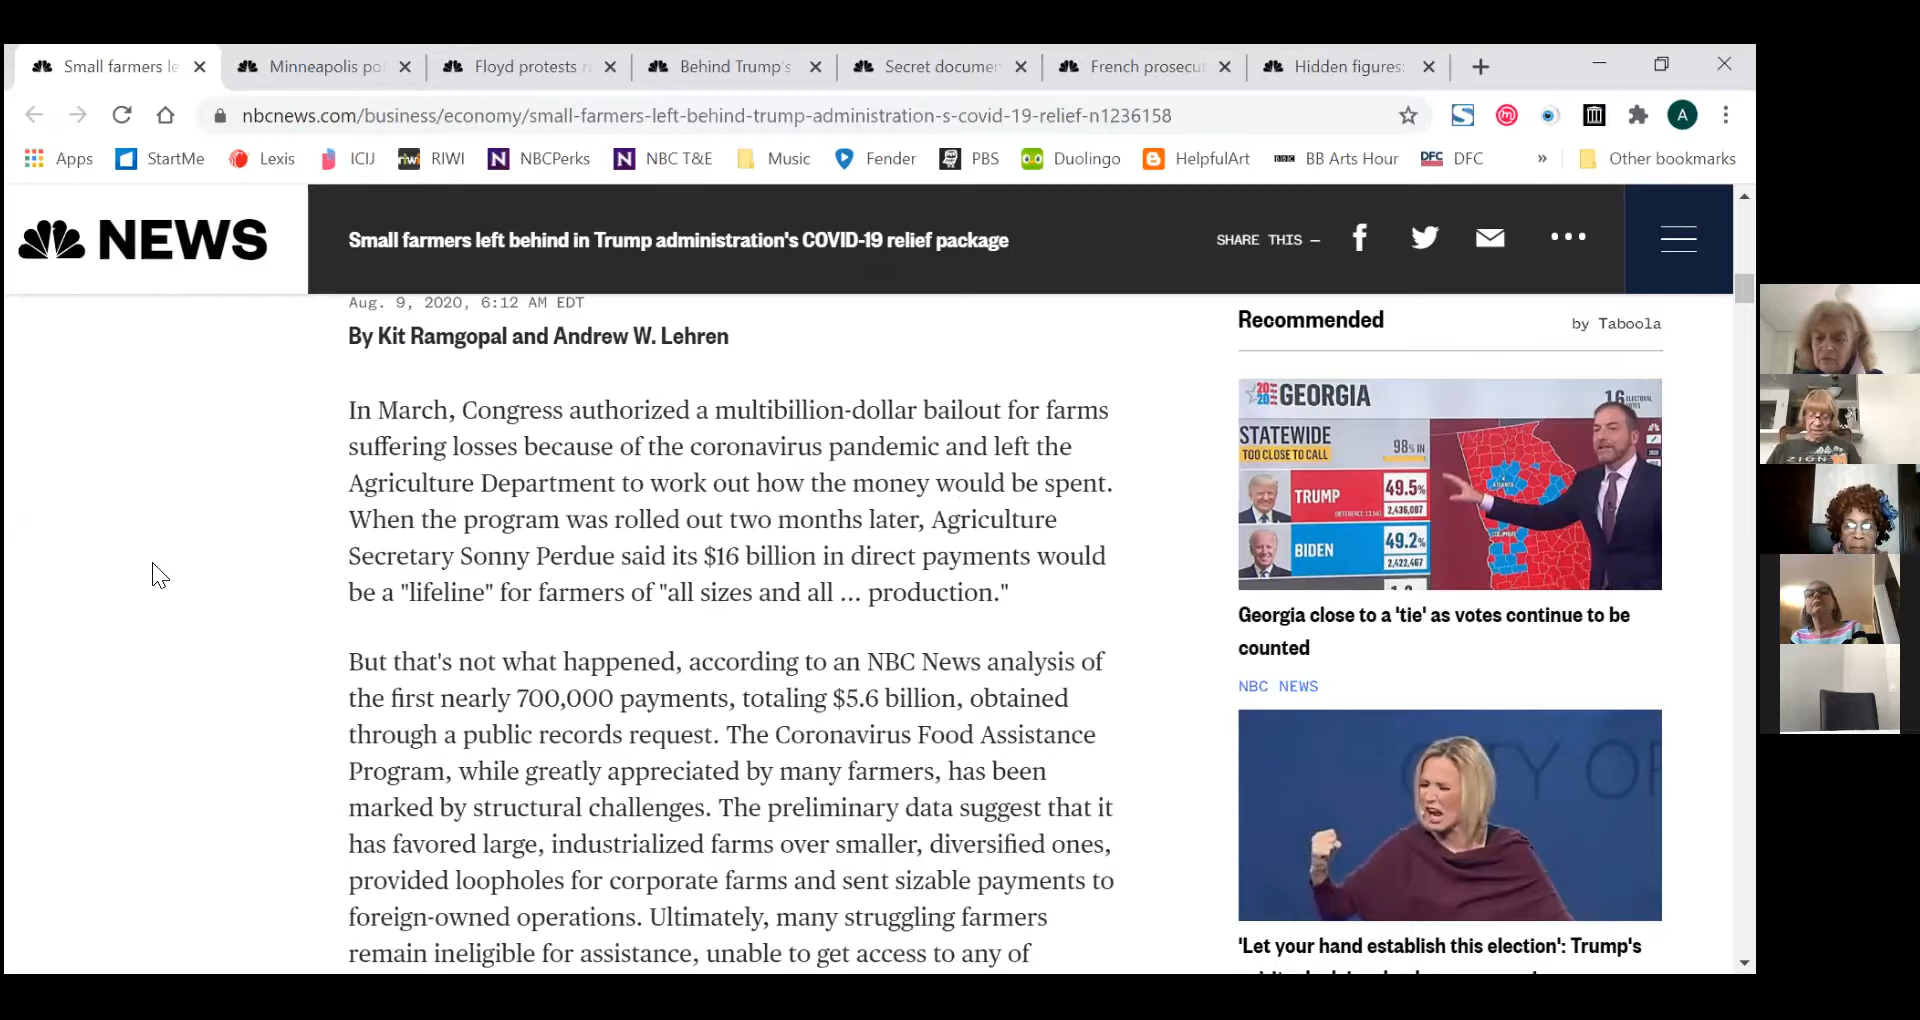 Small farmers le
Minneapolis po
Floyd protests
Behind Trump's
Secret documen
French prosecut
Hidden figures:
nbcnews.com/business/economy/small-farmers-left-behind-trump-administration-s-covid-19-relief-n1236158
A
Apps
StartMe
Lexis
ICIJ
riwi RIWI
N NBCPerks
N NBC T&E
Music
Fender
PBS
Duolingo
HelpfulArt
BBC BB Arts Hour
DFC DFC
»
Other bookmarks
NEWS
Small farmers left behind in Trump administration's COVID-19 relief package
SHARE THIS —
Aug. 9, 2020, 6:12 AM EDT
By Kit Ramgopal and Andrew W. Lehren
In March, Congress authorized a multibillion-dollar bailout for farms
suffering losses because of the coronavirus pandemic and left the
Agriculture Department to work out how the money would be spent.
When the program was rolled out two months later, Agriculture
Secretary Sonny Perdue said its $16 billion in direct payments would
be a "lifeline" for farmers of "all sizes and all ... production."
But that's not what happened, according to an NBC News analysis of
the first nearly 700,000 payments, totaling $5.6 billion, obtained
through a public records request. The Coronavirus Food Assistance
Program, while greatly appreciated by many farmers, has been
marked by structural challenges. The preliminary data suggest that it
has favored large, industrialized farms over smaller, diversified ones,
provided loopholes for corporate farms and sent sizable payments to
foreign-owned operations. Ultimately, many struggling farmers
remain ineligible for assistance, unable to get access to any of
Recommended
by Taboola
2020 GEORGIA
16 ELECTORAL VOTES
STATEWIDE
TOO CLOSE TO CALL
98% IN
TRUMP
49.5%
2,436,087
BIDEN
49.2%
2,422,467
ATLANTA
COLUMBUS
Georgia close to a 'tie' as votes continue to be
counted
NBC NEWS
CITY OF
'Let your hand establish this election': Trump's
ZION